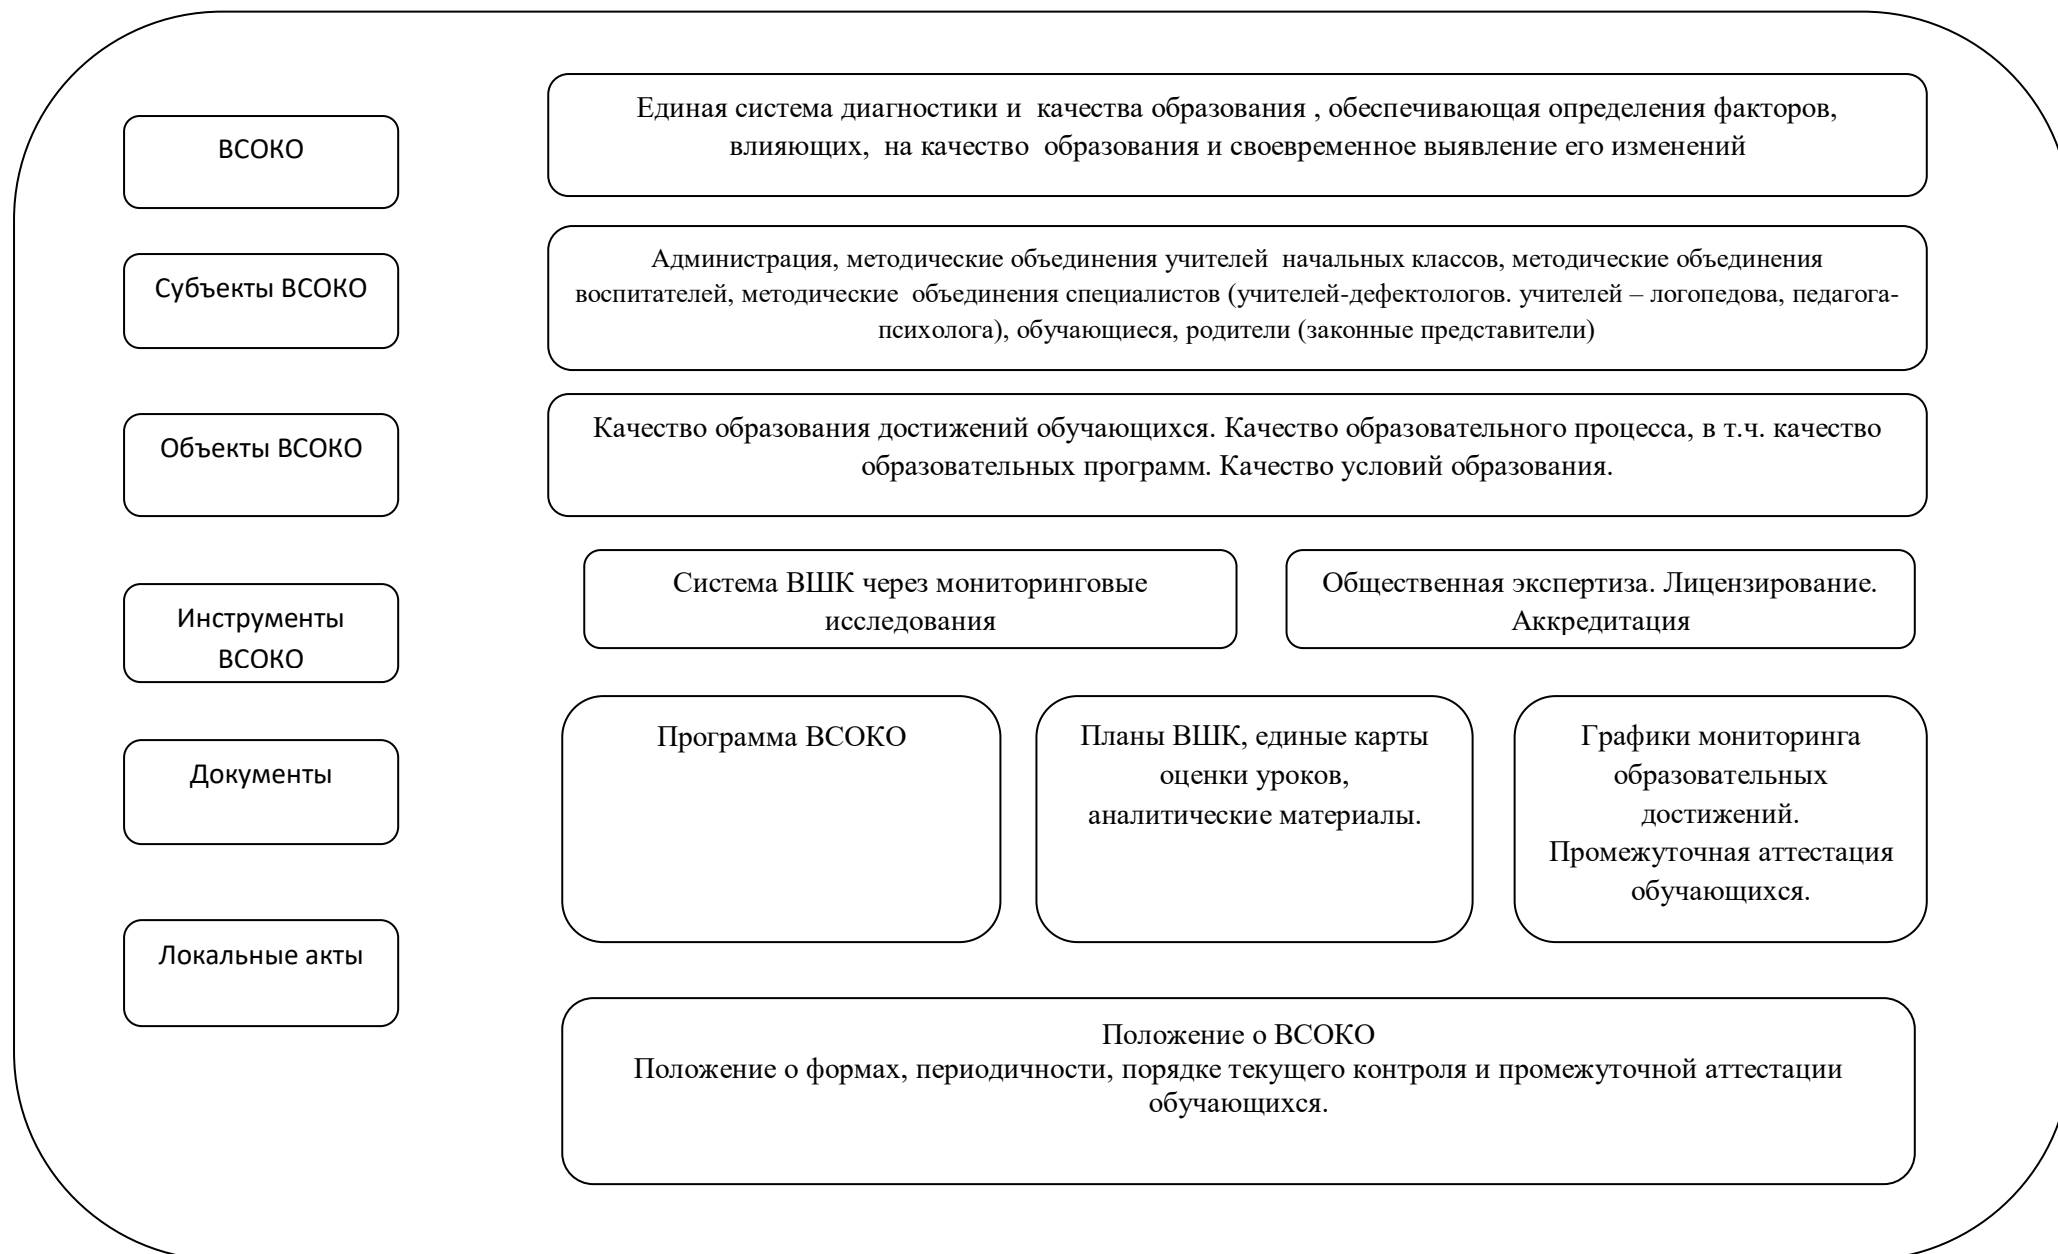 ВСОКО
Единая система диагностики и качества образования , обеспечивающая определения факторов,
влияющих, на качество образования и своевременное выявление его изменений
Субъекты ВСОКО
Администрация, методические объединения учителей начальных классов, методические объединения
воспитателей, методические объединения специалистов (учителей-дефектологов. учителей – логопедова, педагога-
психолога), обучающиеся, родители (законные представители)
Объекты ВСОКО
Качество образования достижений обучающихся. Качество образовательного процесса, в т.ч. качество
образовательных программ. Качество условий образования.
Инструменты
ВСОКО
Система ВШК через мониторинговые
исследования
Общественная экспертиза. Лицензирование.
Аккредитация
Документы
Программа ВСОКО
Планы ВШК, единые карты
оценки уроков,
аналитические материалы.
Графики мониторинга
образовательных
достижений.
Промежуточная аттестация
обучающихся.
Локальные акты
Положение о ВСОКО
Положение о формах, периодичности, порядке текущего контроля и промежуточной аттестации
обучающихся.